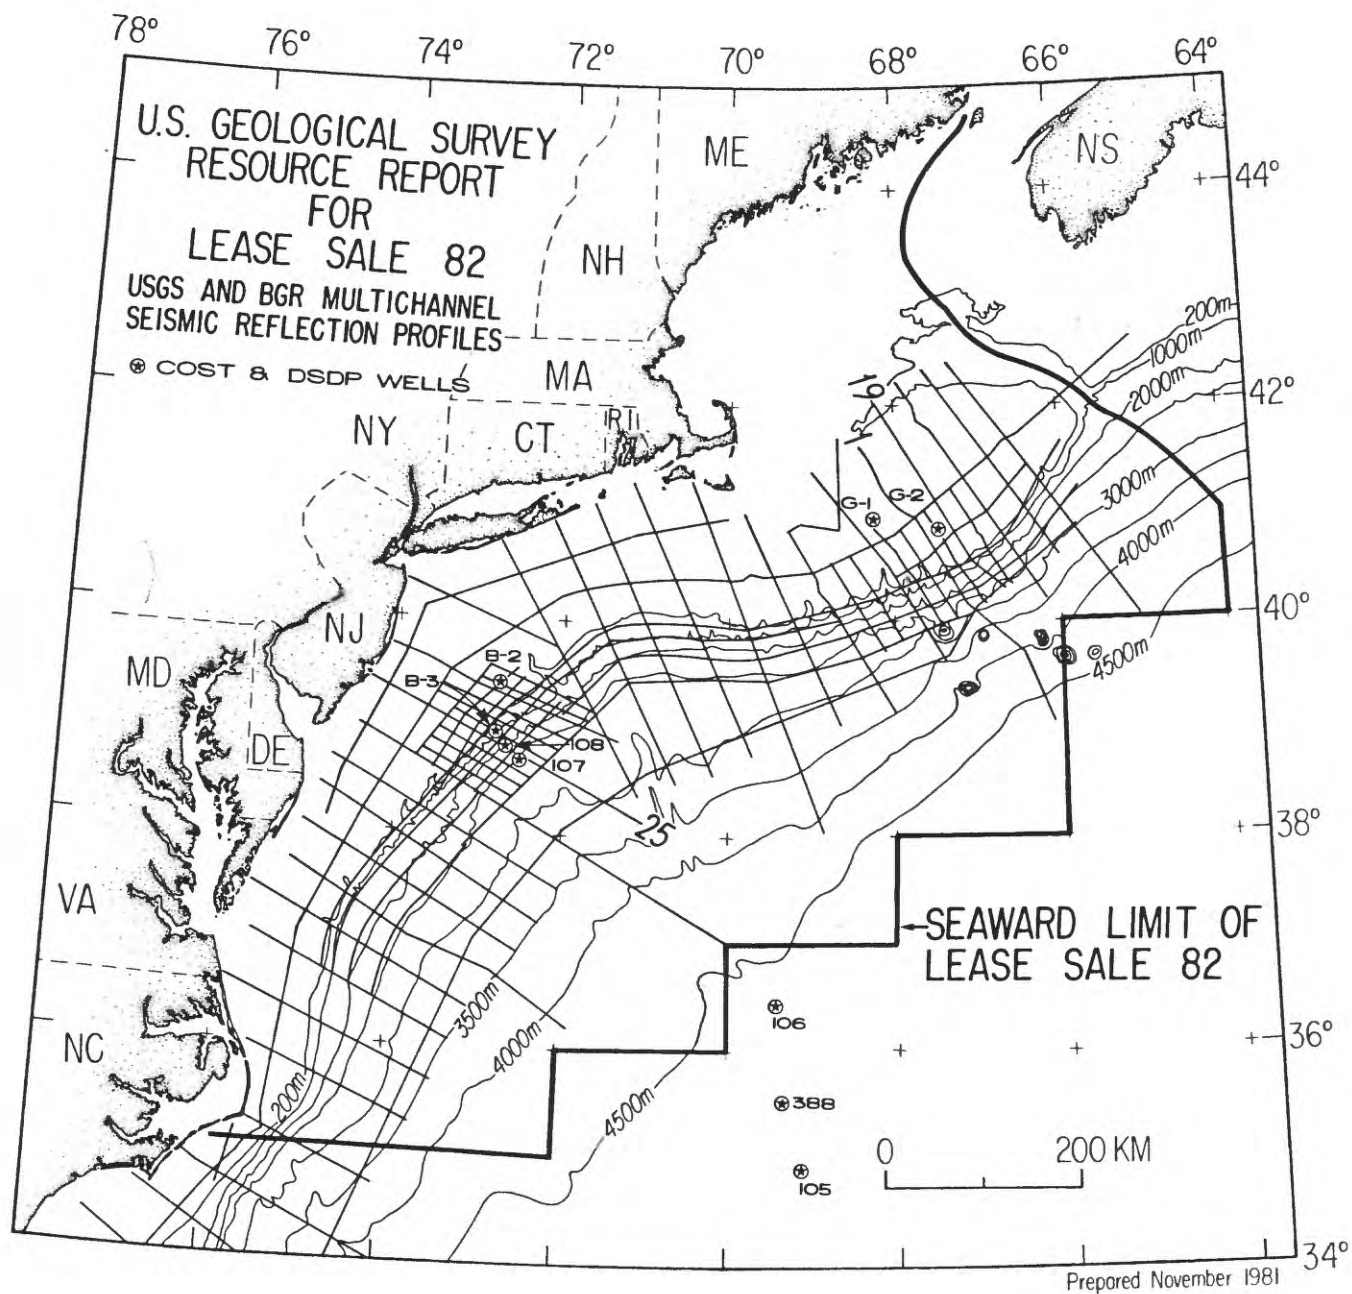 78°
76°
74°
72°
70°
68°
66°
64°
U.S. GEOLOGICAL SURVEY
RESOURCE REPORT
FOR
LEASE SALE 82
USGS AND BGR MULTICHANNEL
SEISMIC REFLECTION PROFILES
COST & DSDP WELLS
ME
NS
44°
NH
200m
1000m
2000m
42°
MA
19
1
RI
CT
NY
3000m
G-1
G-2
4000m
40°
NJ
4500m
MD
B-2
B-3
DE
108
107
25
38°
VA
SEAWARD LIMIT OF
LEASE SALE 82
3500m
106
36°
NC
4000m
200m
4500m
388
0
200 KM
105
34°
Prepared November 1981